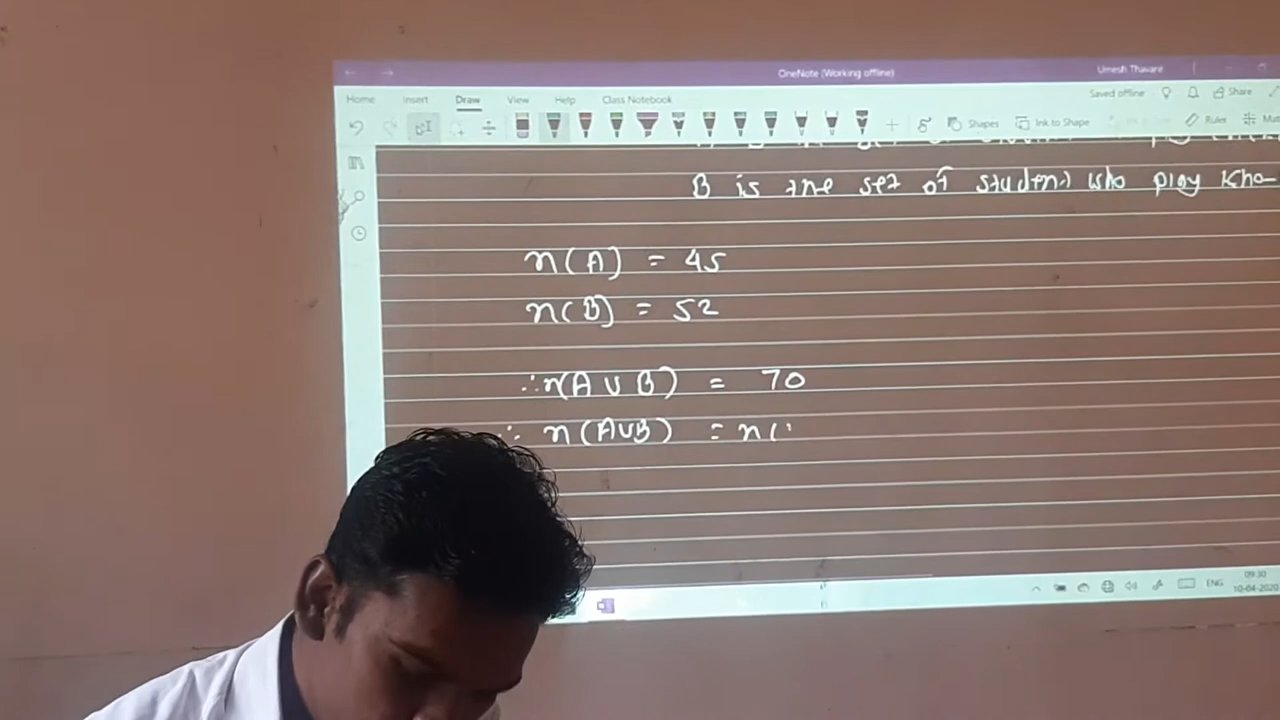 OneNote (Working offline)
Umesh Thavare
Home Insert Draw View Help Class Notebook
Saved offline Share
Shapes Ink to Shape Ruler
B is the set of student who play Kho-
n(A) = 45
n(B) = 52
∴n(A ∪ B) = 70
∴ n(A∪B) = n(
ENG
09:30
10-04-2020